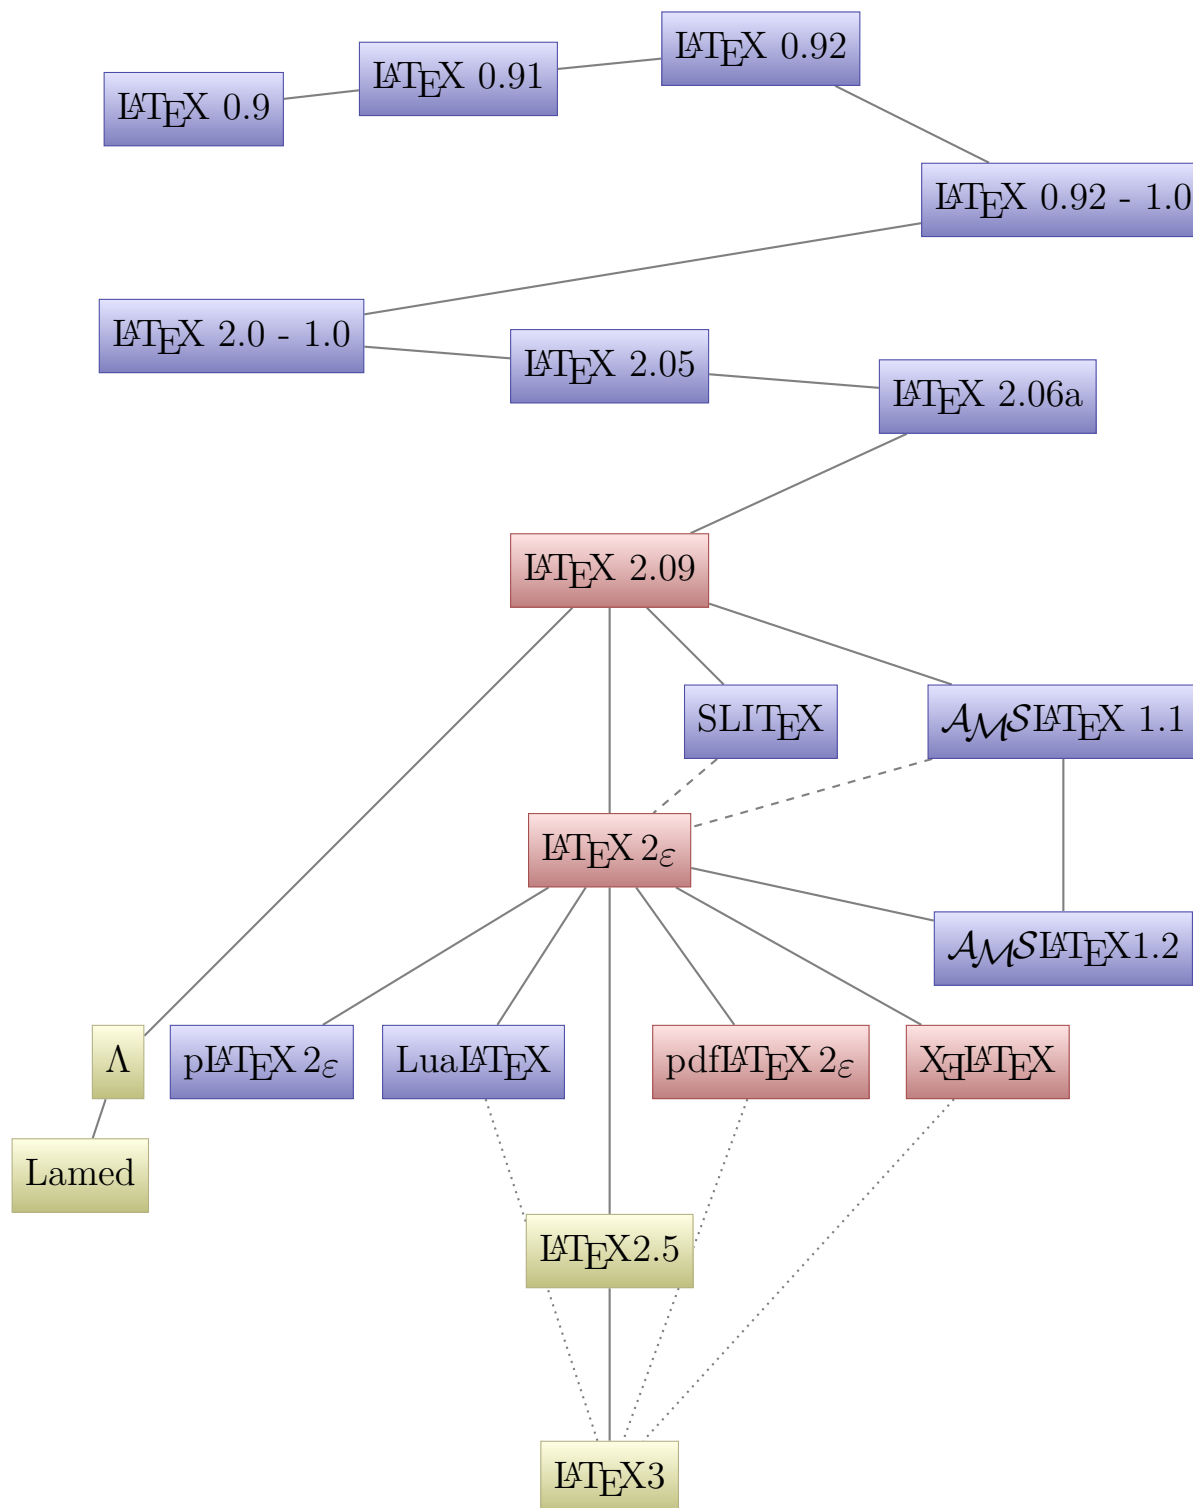 LATEX 0.92
LATEX 0.91
LATEX 0.9
LATEX 0.92 - 1.0
LATEX 2.0 - 1.0
LATEX 2.05
LATEX 2.06a
LATEX 2.09
SLITEX
AMSLATEX 1.1
LATEX 2ε
AMSLATEX1.2
Λ
pLATEX 2ε
LuaLATEX
pdfLATEX 2ε
XƎLATEX
Lamed
LATEX2.5
LATEX3